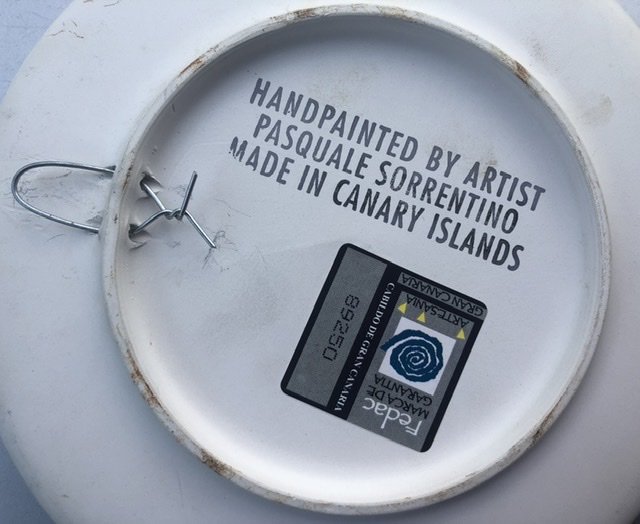 HANDPAINTED BY ARTIST
PASQUALE SORRENTINO
MADE IN CANARY ISLANDS
Fedac
MARCA DE
GARANTIA
ARTESANIA
GRAN CANARIA
CABILDO DE GRAN CANARIA
89250